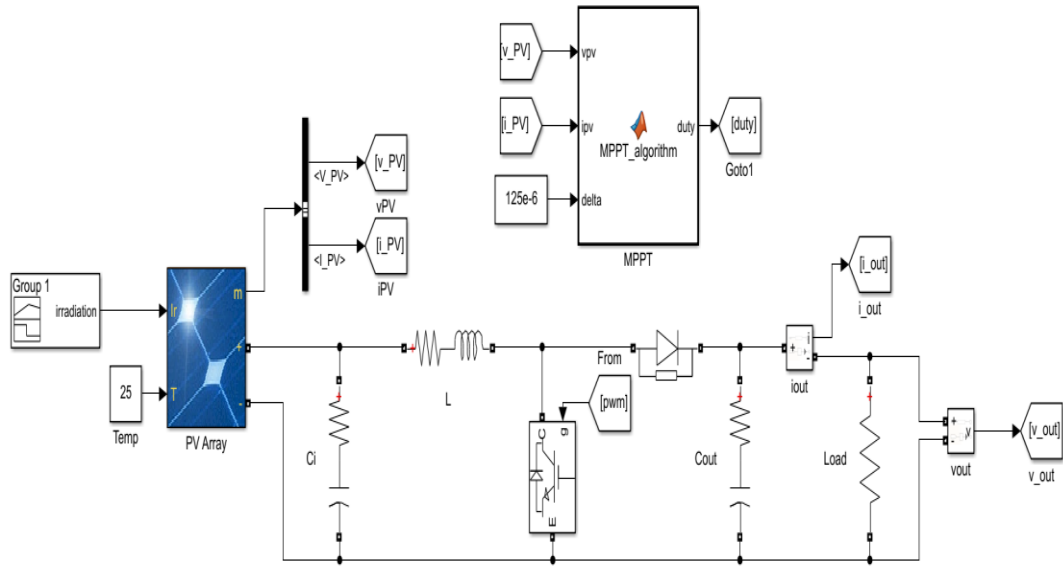 [v_PV]
vpv
[i_PV]
ipv
duty
[duty]
MPPT_algorithm
Goto1
125e-6
delta
MPPT
<V_PV>
[v_PV]
vPV
<I_PV>
[i_PV]
iPV
[i_out]
i_out
Group 1
irradiation
Ir
m
+
T
-
25
Temp
PV Array
+
L
From
[pwm]
g
C
E
Ci
+
+
i
-
iout
Cout
+
Load
+
+
-
v
vout
[v_out]
v_out